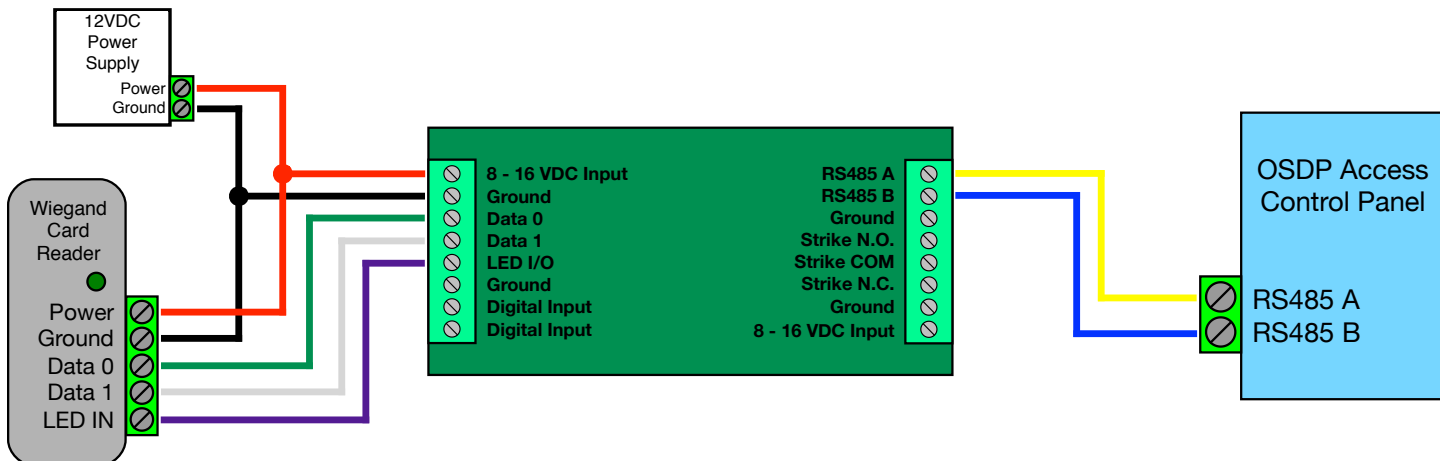 12VDC
Power
Supply
Power
Ground
Wiegand
Card
Reader
Power
Ground
Data 0
Data 1
LED IN
8 - 16 VDC Input
Ground
Data 0
Data 1
LED I/O
Ground
Digital Input
Digital Input
RS485 A
RS485 B
Ground
Strike N.O.
Strike COM
Strike N.C.
Ground
8 - 16 VDC Input
OSDP Access
Control Panel
RS485 A
RS485 B